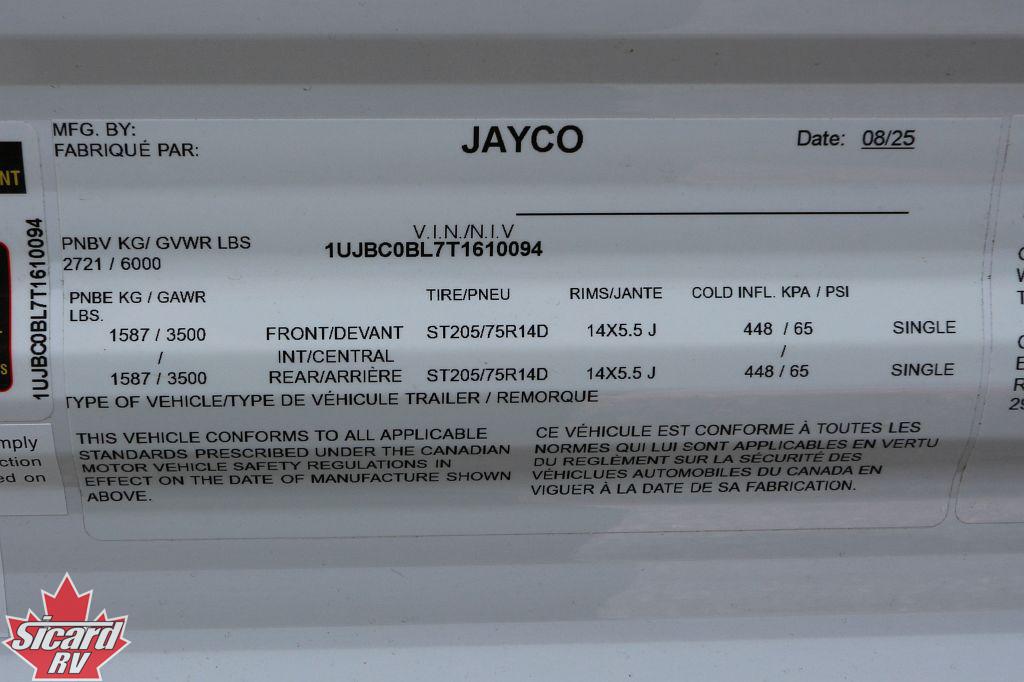 MFG. BY:
FABRIQUÉ PAR:
JAYCO
Date: 08/25
NT
1UJBC0BL7T1610094
V.I.N./N.I.V
1UJBC0BL7T1610094
PNBV KG/ GVWR LBS
2721 / 6000
PNBE KG / GAWR LBS. TIRE/PNEU RIMS/JANTE COLD INFL. KPA / PSI
1587 / 3500 FRONT/DEVANT ST205/75R14D 14X5.5 J 448 / 65 SINGLE
/ INT/CENTRAL /
1587 / 3500 REAR/ARRIÈRE ST205/75R14D 14X5.5 J 448 / 65 SINGLE
TYPE OF VEHICLE/TYPE DE VÉHICULE TRAILER / REMORQUE
THIS VEHICLE CONFORMS TO ALL APPLICABLE
STANDARDS PRESCRIBED UNDER THE CANADIAN
MOTOR VEHICLE SAFETY REGULATIONS IN
EFFECT ON THE DATE OF MANUFACTURE SHOWN
ABOVE.
CE VÉHICULE EST CONFORME À TOUTES LES
NORMES QUI LUI SONT APPLICABLES EN VERTU
DU REGLÉMENT SUR LA SÉCURITÉ DES
VÉHICLUES AUTOMOBILES DU CANADA EN
VIGUER À LA DATE DE SA FABRICATION.
mply
ction
ed on
Sicard
RV